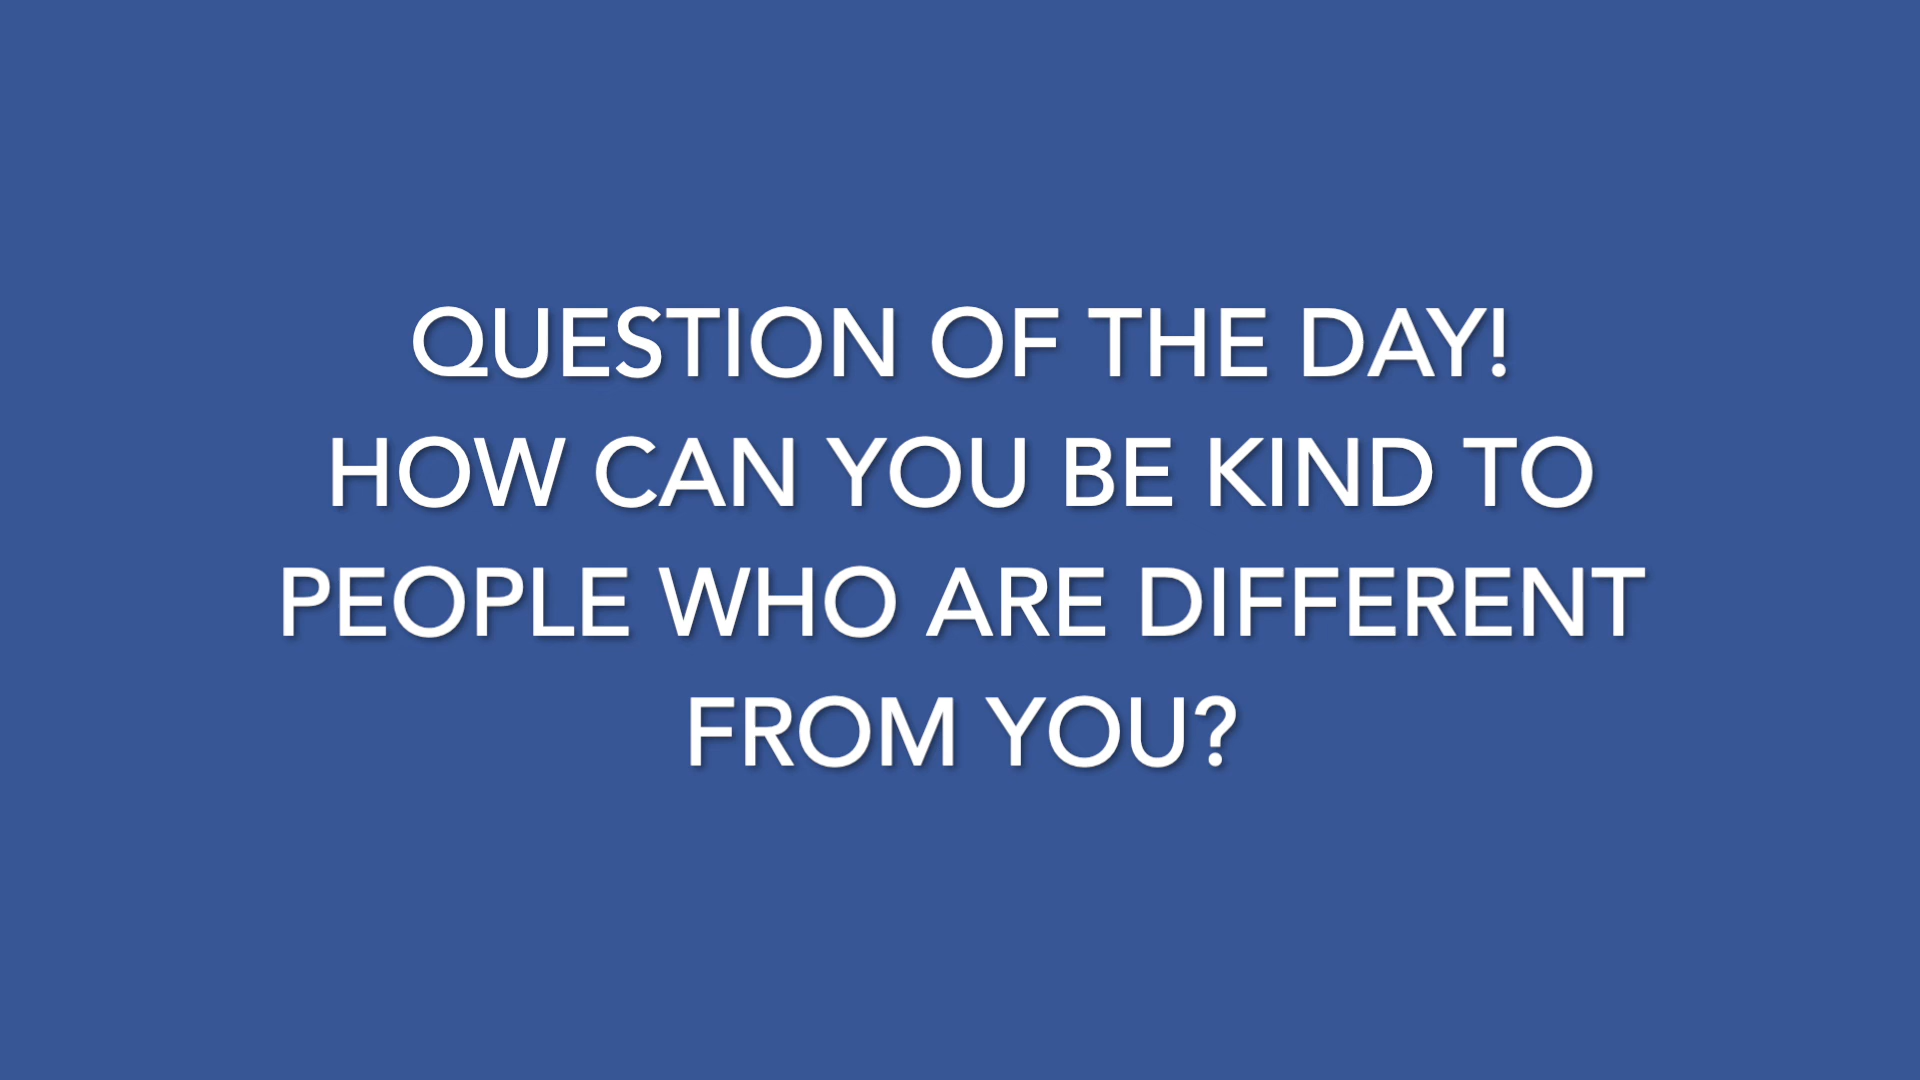 QUESTION OF THE DAY!
HOW CAN YOU BE KIND TO
PEOPLE WHO ARE DIFFERENT
FROM YOU?